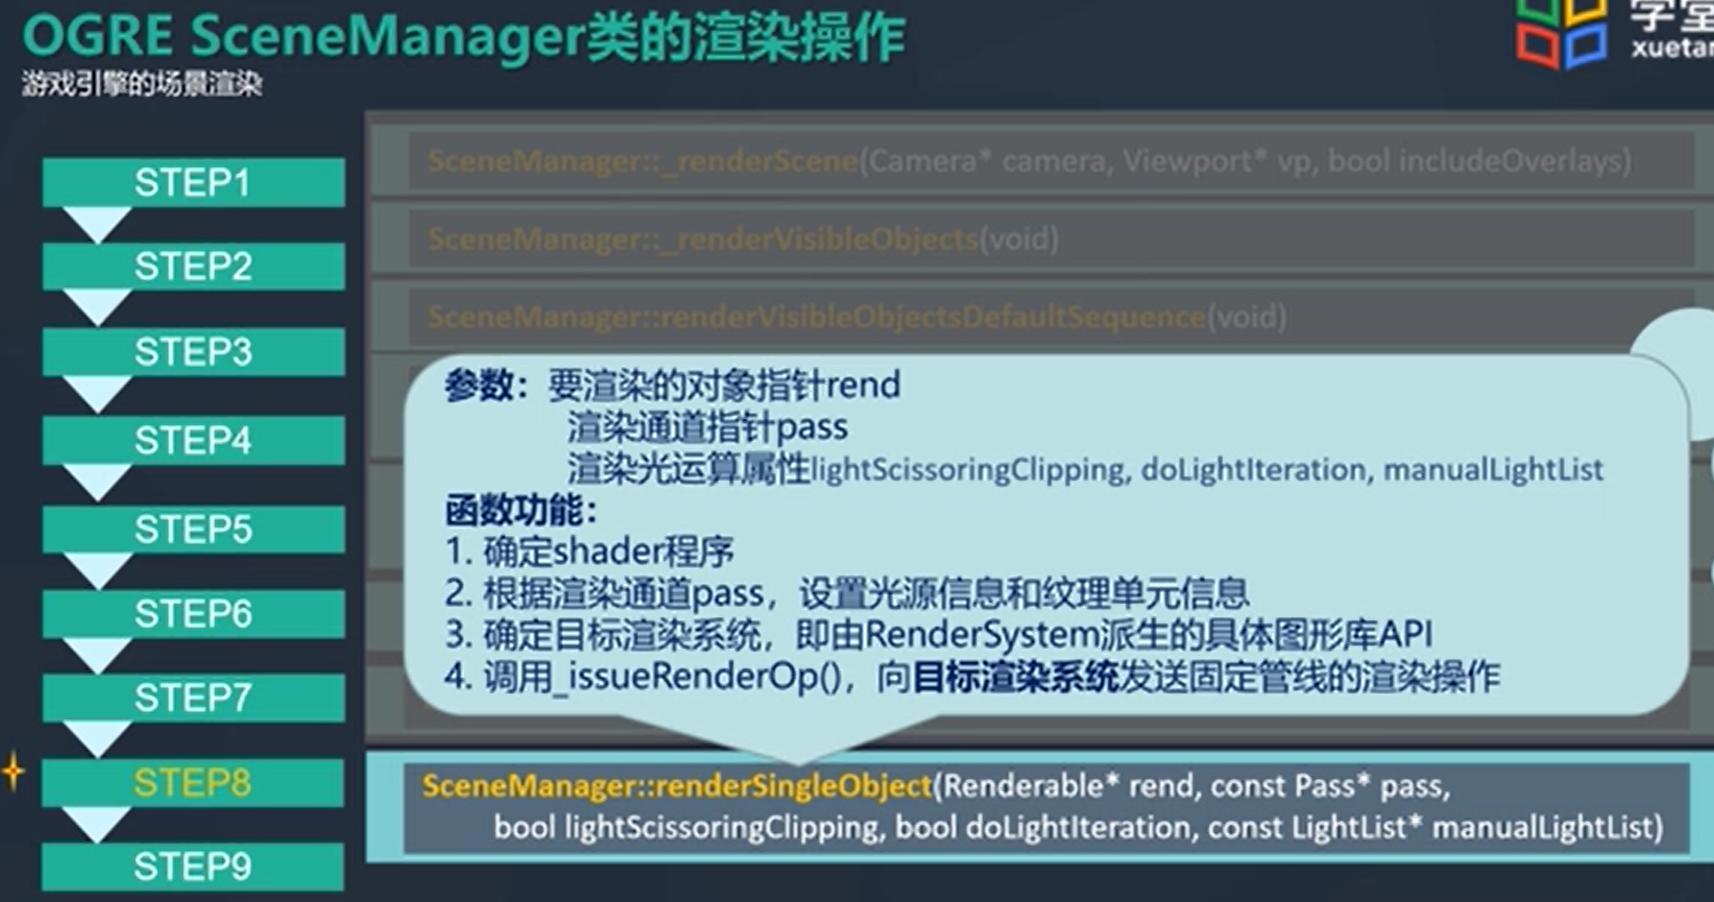 OGRE SceneManager类的渲染操作
游戏引擎的场景渲染
学堂
xuetan
STEP1
STEP2
STEP3
STEP4
STEP5
STEP6
STEP7
STEP8
STEP9
SceneManager::_renderScene(Camera* camera, Viewport* vp, bool includeOverlays)
SceneManager::_renderVisibleObjects(void)
SceneManager::renderVisibleObjectsDefaultSequence(void)
参数：要渲染的对象指针rend
渲染通道指针pass
渲染光运算属性lightScissoringClipping, doLightIteration, manualLightList
函数功能：
1. 确定shader程序
2. 根据渲染通道pass，设置光源信息和纹理单元信息
3. 确定目标渲染系统，即由RenderSystem派生的具体图形库API
4. 调用_issueRenderOp()，向目标渲染系统发送固定管线的渲染操作
SceneManager::renderSingleObject(Renderable* rend, const Pass* pass,
bool lightScissoringClipping, bool doLightIteration, const LightList* manualLightList)